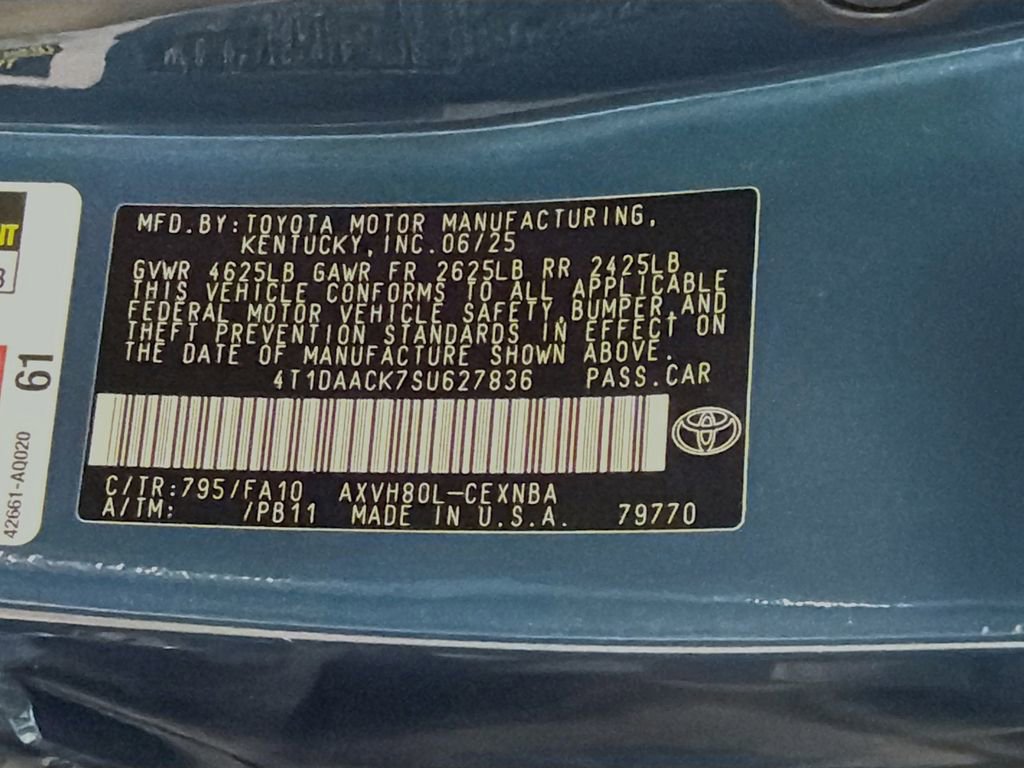 MFD.BY:TOYOTA MOTOR MANUFACTURING,
KENTUCKY, INC. 06/25
GVWR 4625LB GAWR FR 2625LB RR 2425LB
THIS VEHICLE CONFORMS TO ALL APPLICABLE
FEDERAL MOTOR VEHICLE SAFETY,BUMPER,AND
THEFT PREVENTION STANDARDS IN EFFECT ON
THE DATE OF MANUFACTURE SHOWN ABOVE.
4T1DAACK7SU627836 PASS.CAR
C/TR:795/FA10 AXVH80L-CEXNBA
A/TM: /PB11 MADE IN U.S.A. 79770
61
42661-AQ020